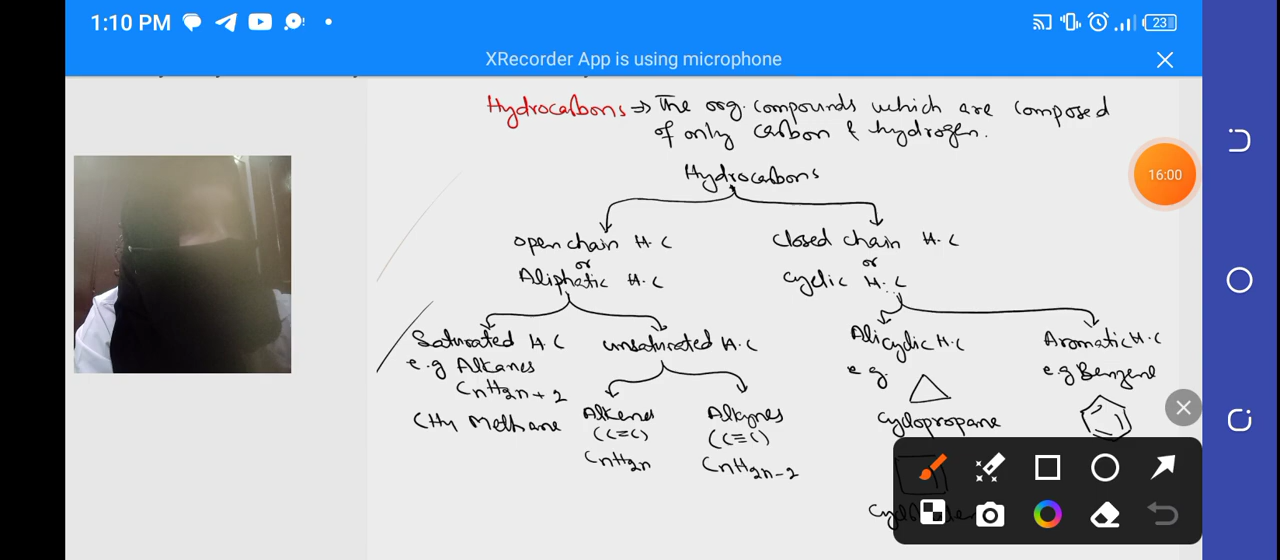 1:10 PM
23
XRecorder App is using microphone
16:00
Hydrocarbons → The org. compounds which are composed
of only carbon & hydrogen.
Hydrocarbons
open chain H.C
or
Aliphatic H.C
Closed chain H.C
or
cyclic H.C
Saturated H.C
e.g Alkanes
CnH2n+2
CH4 Methane
unsaturated H.C
Alkenes
(C=C)
CnH2n
Alkynes
(C≡C)
CnH2n-2
Alicyclic H.C
e.g.
Cyclopropane
Aromatic H.C
e.g Benzene